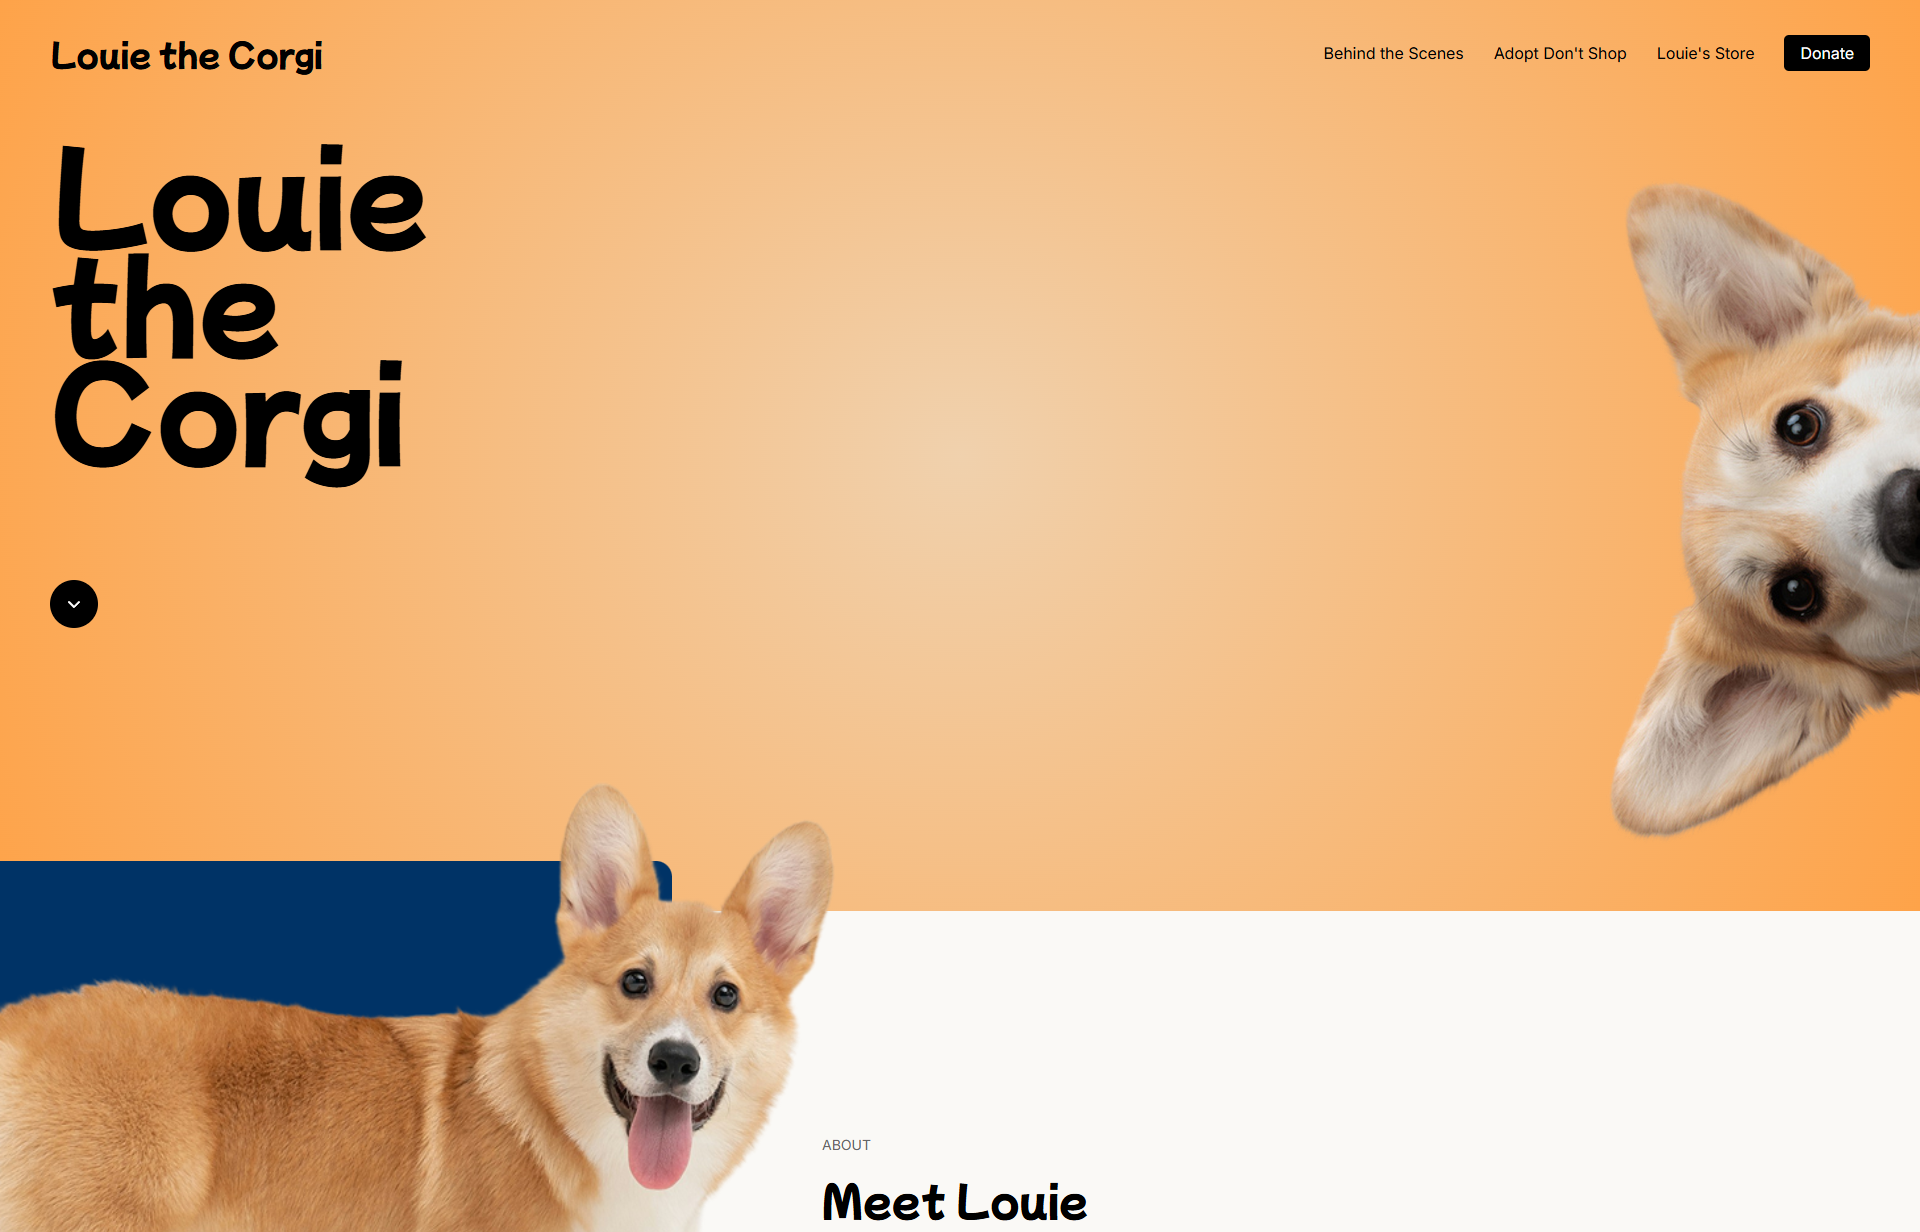 Louie the Corgi
Behind the Scenes
Adopt Don't Shop
Louie's Store
Donate
Louie
the
Corgi
ABOUT
Meet Louie